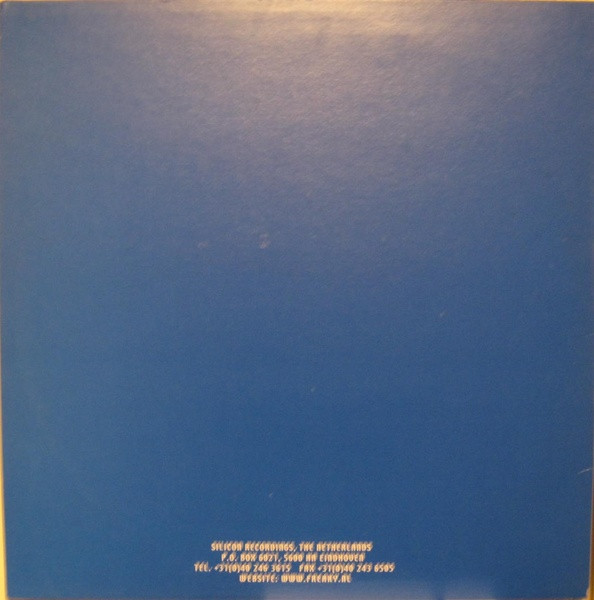 SILICON RECORDINGS, THE NETHERLANDS
P.O. BOX 6021, 5600 HA EINDHOVEN
TEL. +31(0)40 246 3615 FAX +31(0)40 243 6505
WEBSITE: WWW.FREAKY.NL